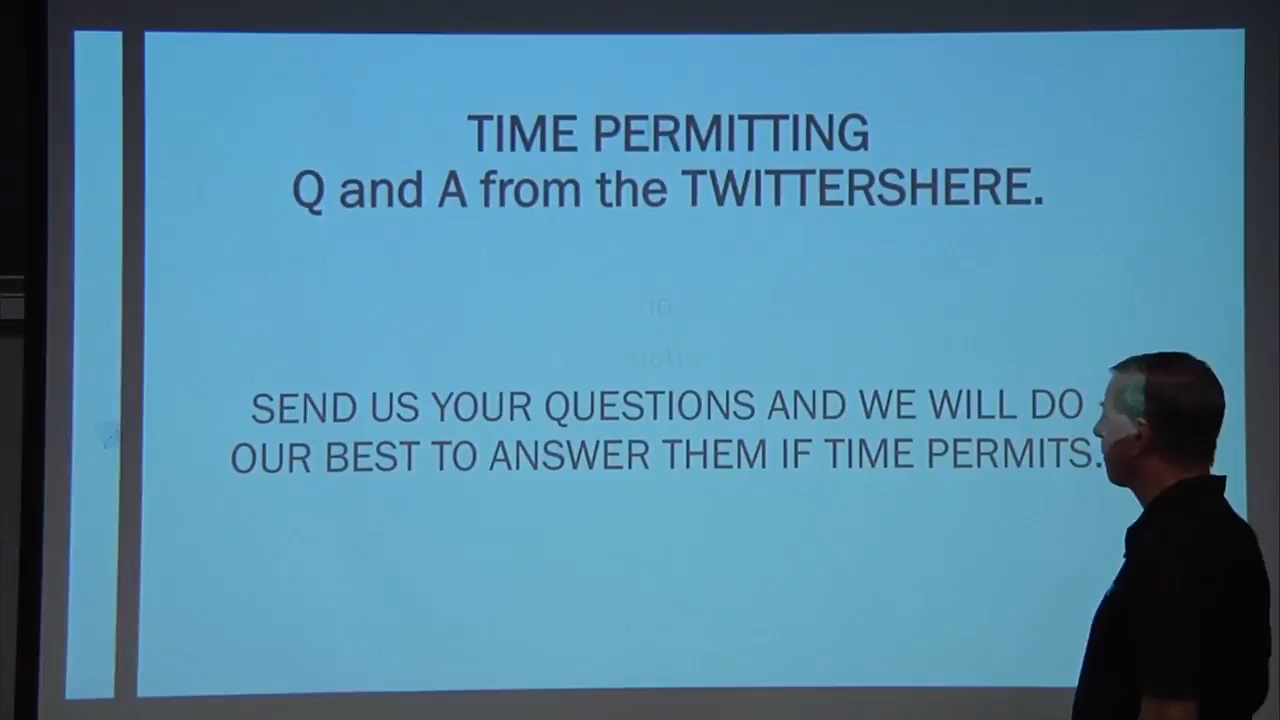 TIME PERMITTING
Q and A from the TWITTERSHERE.
SEND US YOUR QUESTIONS AND WE WILL DO
OUR BEST TO ANSWER THEM IF TIME PERMITS.